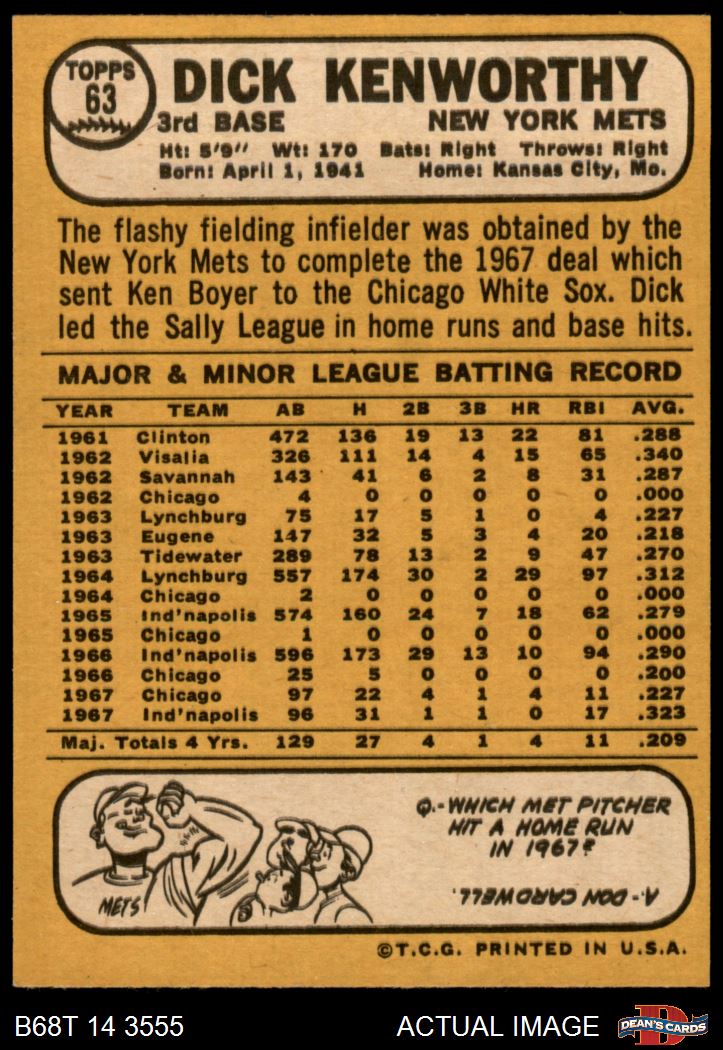 TOPPS
63
DICK KENWORTHY
3rd BASE NEW YORK METS
Ht: 5'9" Wt: 170 Bats: Right Throws: Right
Born: April 1, 1941 Home: Kansas City, Mo.
The flashy fielding infielder was obtained by the
New York Mets to complete the 1967 deal which
sent Ken Boyer to the Chicago White Sox. Dick
led the Sally League in home runs and base hits.
MAJOR & MINOR LEAGUE BATTING RECORD
YEAR TEAM AB H 2B 3B HR RBI AVG.
1961 Clinton 472 136 19 13 22 81 .288
1962 Visalia 326 111 14 4 15 65 .340
1962 Savannah 143 41 6 2 8 31 .287
1962 Chicago 4 0 0 0 0 0 .000
1963 Lynchburg 75 17 5 1 0 4 .227
1963 Eugene 147 32 5 3 4 20 .218
1963 Tidewater 289 78 13 2 9 47 .270
1964 Lynchburg 557 174 30 2 29 97 .312
1964 Chicago 2 0 0 0 0 0 .000
1965 Ind'napolis 574 160 24 7 18 62 .279
1965 Chicago 1 0 0 0 0 0 .000
1966 Ind'napolis 596 173 29 13 10 94 .290
1966 Chicago 25 5 0 0 0 0 .200
1967 Chicago 97 22 4 1 4 11 .227
1967 Ind'napolis 96 31 1 1 0 17 .323
Maj. Totals 4 Yrs. 129 27 4 1 4 11 .209
Q.-WHICH MET PITCHER
HIT A HOME RUN
IN 1967?
A.- DON CARDWELL.
METS
©T.C.G. PRINTED IN U.S.A.
B68T 14 3555 ACTUAL IMAGE
D
DEAN'S CARDS